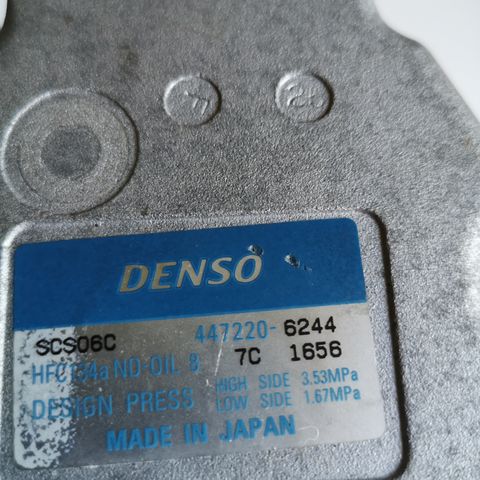 DENSO
SCS06C 447220-6244
HFC134a ND-OIL 8 7C 1656
DESIGN PRESS HIGH SIDE 3.53MPa
LOW SIDE 1.67MPa
MADE IN JAPAN